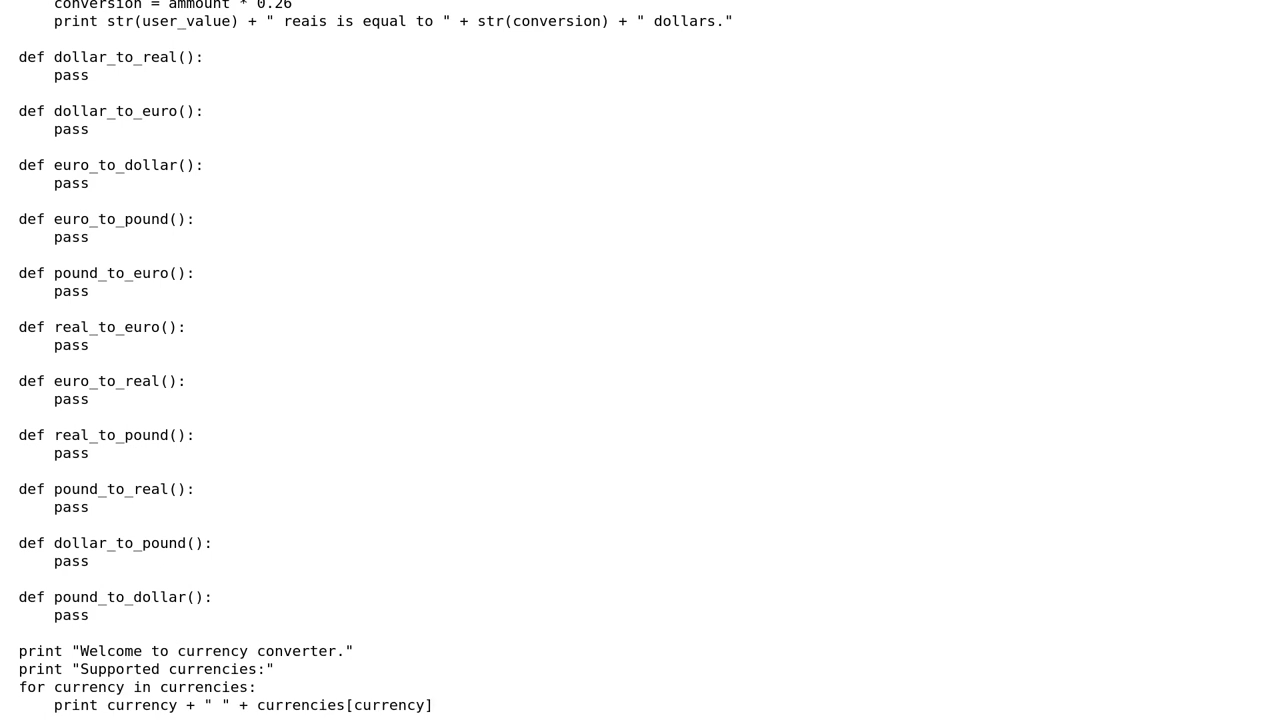 conversion = ammount * 0.26
    print str(user_value) + " reais is equal to " + str(conversion) + " dollars."

def dollar_to_real():
    pass

def dollar_to_euro():
    pass

def euro_to_dollar():
    pass

def euro_to_pound():
    pass

def pound_to_euro():
    pass

def real_to_euro():
    pass

def euro_to_real():
    pass

def real_to_pound():
    pass

def pound_to_real():
    pass

def dollar_to_pound():
    pass

def pound_to_dollar():
    pass

print "Welcome to currency converter."
print "Supported currencies:"
for currency in currencies:
    print currency + " " + currencies[currency]